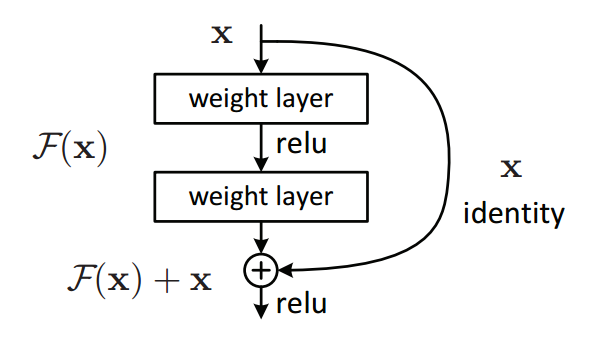 x
weight layer
relu
F(x)
x
weight layer
identity
F(x) + x
+
relu